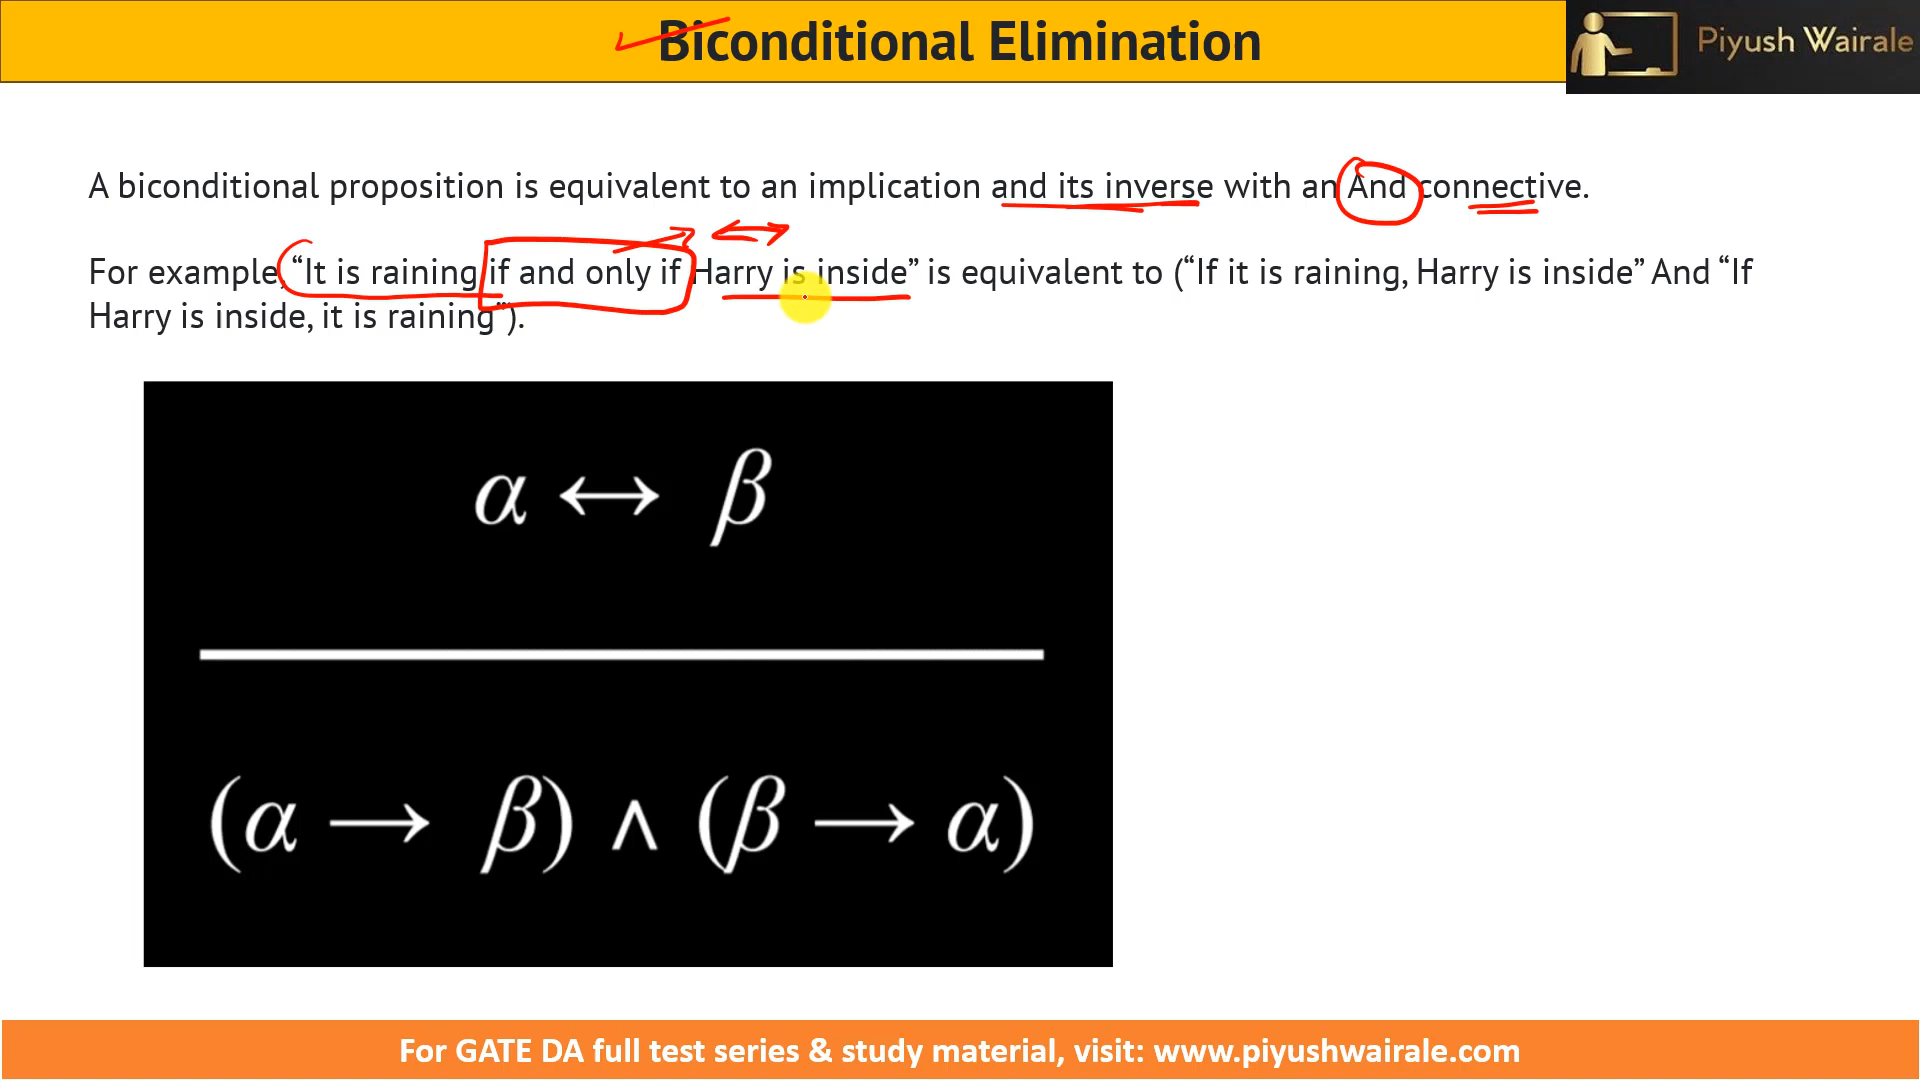 Biconditional Elimination
Piyush Wairale
A biconditional proposition is equivalent to an implication and its inverse with an And connective.
For example, “It is raining if and only if Harry is inside” is equivalent to (“If it is raining, Harry is inside” And “If
Harry is inside, it is raining”).
α ↔ β
(α → β) ∧ (β → α)
For GATE DA full test series & study material, visit: www.piyushwairale.com